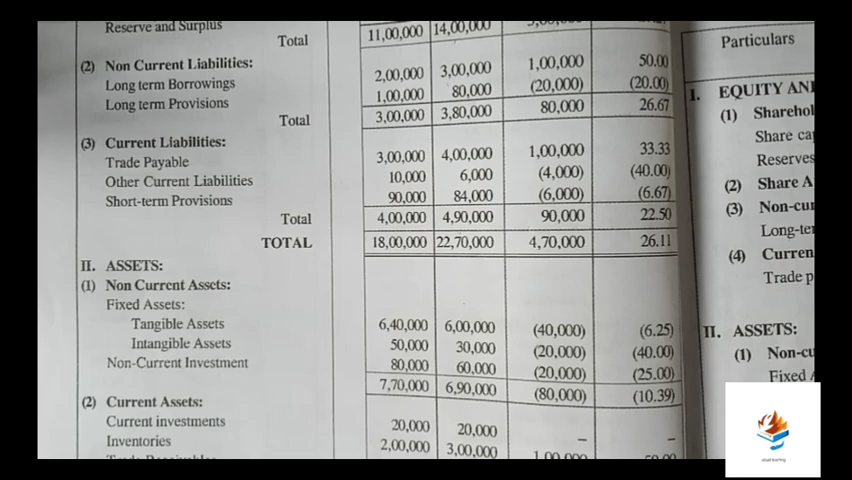 Reserve and Surplus
Total 11,00,000 14,00,000
(2) Non Current Liabilities:
Long term Borrowings 2,00,000 3,00,000 1,00,000 50.00
Long term Provisions 1,00,000 80,000 (20,000) (20.00)
Total 3,00,000 3,80,000 80,000 26.67
(3) Current Liabilities:
Trade Payable 3,00,000 4,00,000 1,00,000 33.33
Other Current Liabilities 10,000 6,000 (4,000) (40.00)
Short-term Provisions 90,000 84,000 (6,000) (6.67)
Total 4,00,000 4,90,000 90,000 22.50
TOTAL 18,00,000 22,70,000 4,70,000 26.11
II. ASSETS:
(1) Non Current Assets:
Fixed Assets:
Tangible Assets 6,40,000 6,00,000 (40,000) (6.25)
Intangible Assets 50,000 30,000 (20,000) (40.00)
Non-Current Investment 80,000 60,000 (20,000) (25.00)
7,70,000 6,90,000 (80,000) (10.39)
(2) Current Assets:
Current investments 20,000 20,000 – –
Inventories 2,00,000 3,00,000 1,00,000 50.00
Particulars
I. EQUITY AN
(1) Sharehol
Share cap
Reserves
(2) Share A
(3) Non-cur
Long-ter
(4) Curren
Trade p
II. ASSETS:
(1) Non-cu
Fixed A